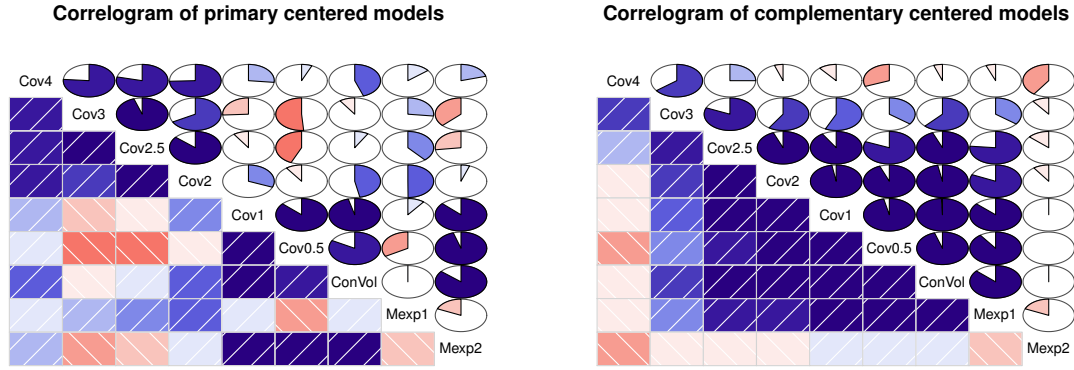 Correlogram of primary centered models
Cov4
Cov3
Cov2.5
Cov2
Cov1
Cov0.5
ConVol
Mexp1
Mexp2
Correlogram of complementary centered models
Cov4
Cov3
Cov2.5
Cov2
Cov1
Cov0.5
ConVol
Mexp1
Mexp2